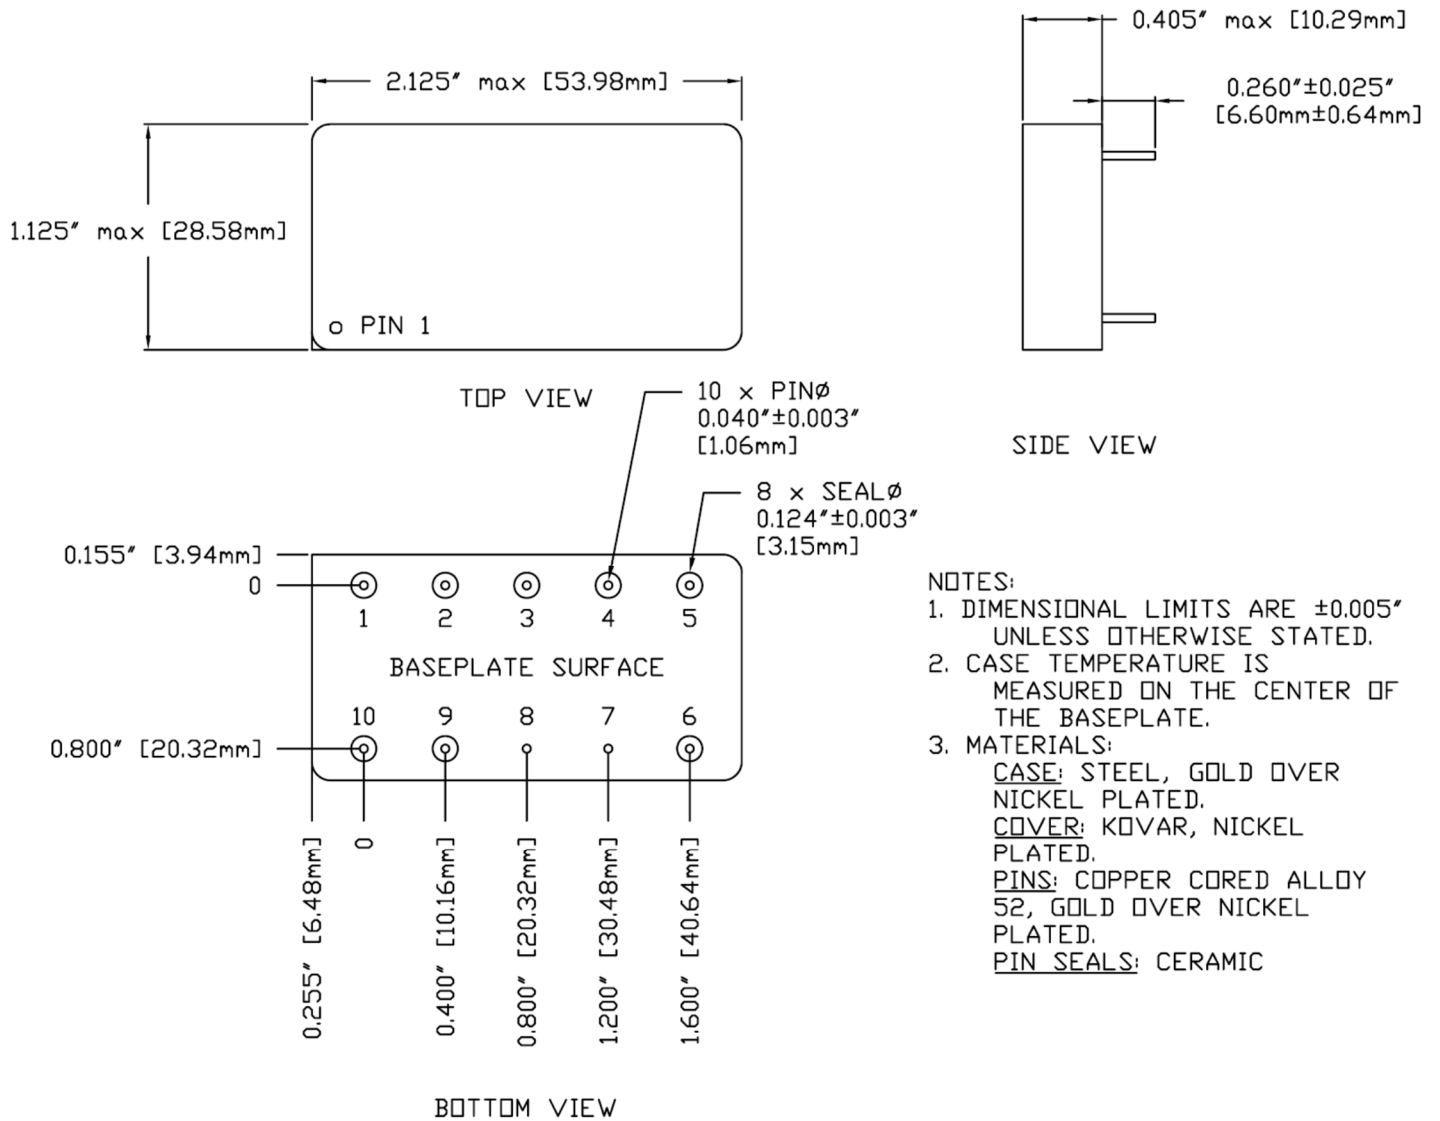 0.405" max [10.29mm]
2.125" max [53.98mm]
0.260"±0.025"
[6.60mm±0.64mm]
1.125" max [28.58mm]
PIN 1
TOP VIEW
10 x PINØ
0.040"±0.003"
[1.06mm]
SIDE VIEW
8 x SEALØ
0.124"±0.003"
[3.15mm]
0.155" [3.94mm]
0
1 2 3 4 5
BASEPLATE SURFACE
10 9 8 7 6
0.800" [20.32mm]
0.255" [6.48mm]
0
0.400" [10.16mm]
0.800" [20.32mm]
1.200" [30.48mm]
1.600" [40.64mm]
BOTTOM VIEW
NOTES:
1. DIMENSIONAL LIMITS ARE ±0.005"
UNLESS OTHERWISE STATED.
2. CASE TEMPERATURE IS
MEASURED ON THE CENTER OF
THE BASEPLATE.
3. MATERIALS:
CASE: STEEL, GOLD OVER
NICKEL PLATED.
COVER: KOVAR, NICKEL
PLATED.
PINS: COPPER CORED ALLOY
52, GOLD OVER NICKEL
PLATED.
PIN SEALS: CERAMIC